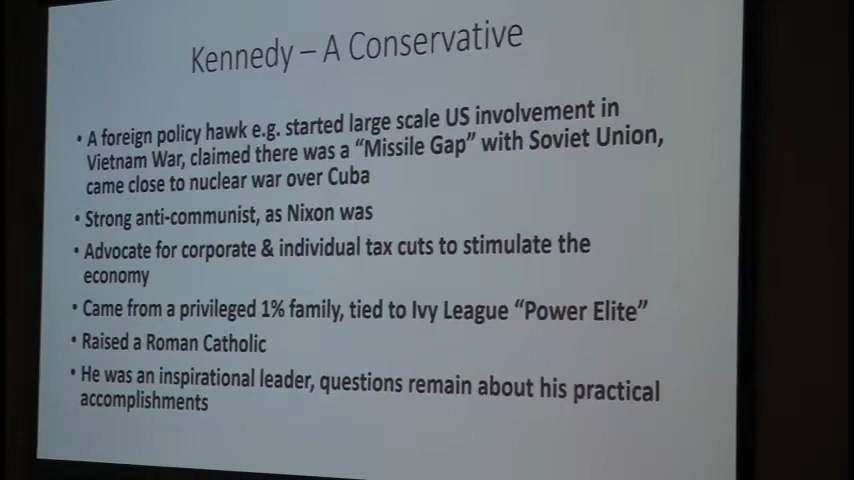 Kennedy – A Conservative
• A foreign policy hawk e.g. started large scale US involvement in
Vietnam War, claimed there was a “Missile Gap” with Soviet Union,
came close to nuclear war over Cuba
• Strong anti-communist, as Nixon was
• Advocate for corporate & individual tax cuts to stimulate the
economy
• Came from a privileged 1% family, tied to Ivy League “Power Elite”
• Raised a Roman Catholic
• He was an inspirational leader, questions remain about his practical
accomplishments